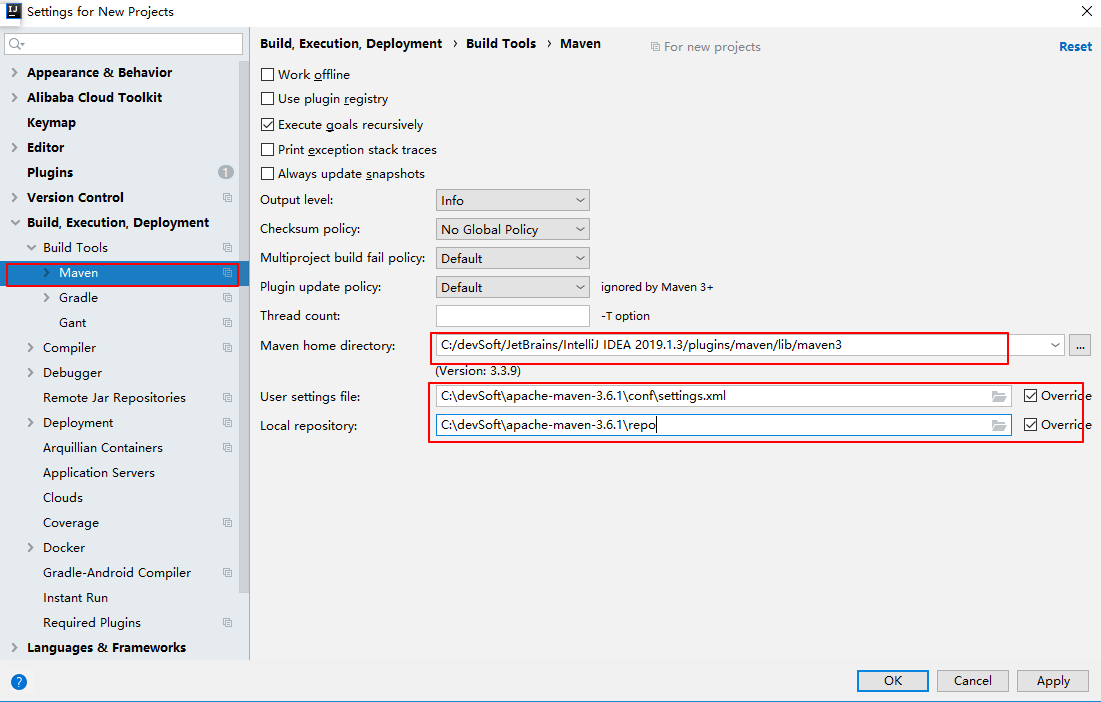 IJ Settings for New Projects
Appearance & Behavior
Alibaba Cloud Toolkit
Keymap
Editor
Plugins 1
Version Control
Build, Execution, Deployment
Build Tools
Maven
Gradle
Gant
Compiler
Debugger
Remote Jar Repositories
Deployment
Arquillian Containers
Application Servers
Clouds
Coverage
Docker
Gradle-Android Compiler
Instant Run
Required Plugins
Languages & Frameworks
?
Build, Execution, Deployment › Build Tools › Maven For new projects Reset
Work offline
Use plugin registry
Execute goals recursively
Print exception stack traces
Always update snapshots
Output level: Info
Checksum policy: No Global Policy
Multiproject build fail policy: Default
Plugin update policy: Default ignored by Maven 3+
Thread count: -T option
Maven home directory: C:/devSoft/JetBrains/IntelliJ IDEA 2019.1.3/plugins/maven/lib/maven3 ...
(Version: 3.3.9)
User settings file: C:\devSoft\apache-maven-3.6.1\conf\settings.xml Override
Local repository: C:\devSoft\apache-maven-3.6.1\repo Override
OK Cancel Apply